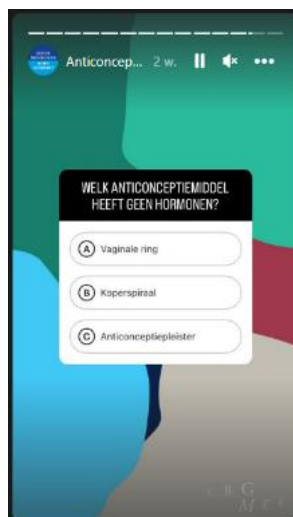 Anticoncep... 2 w.
WELK ANTICONCEPTIEMIDDEL
HEEFT GEEN HORMONEN?
A Vaginale ring
B Koperspiraal
C Anticonceptiepleister
C B G
M E B